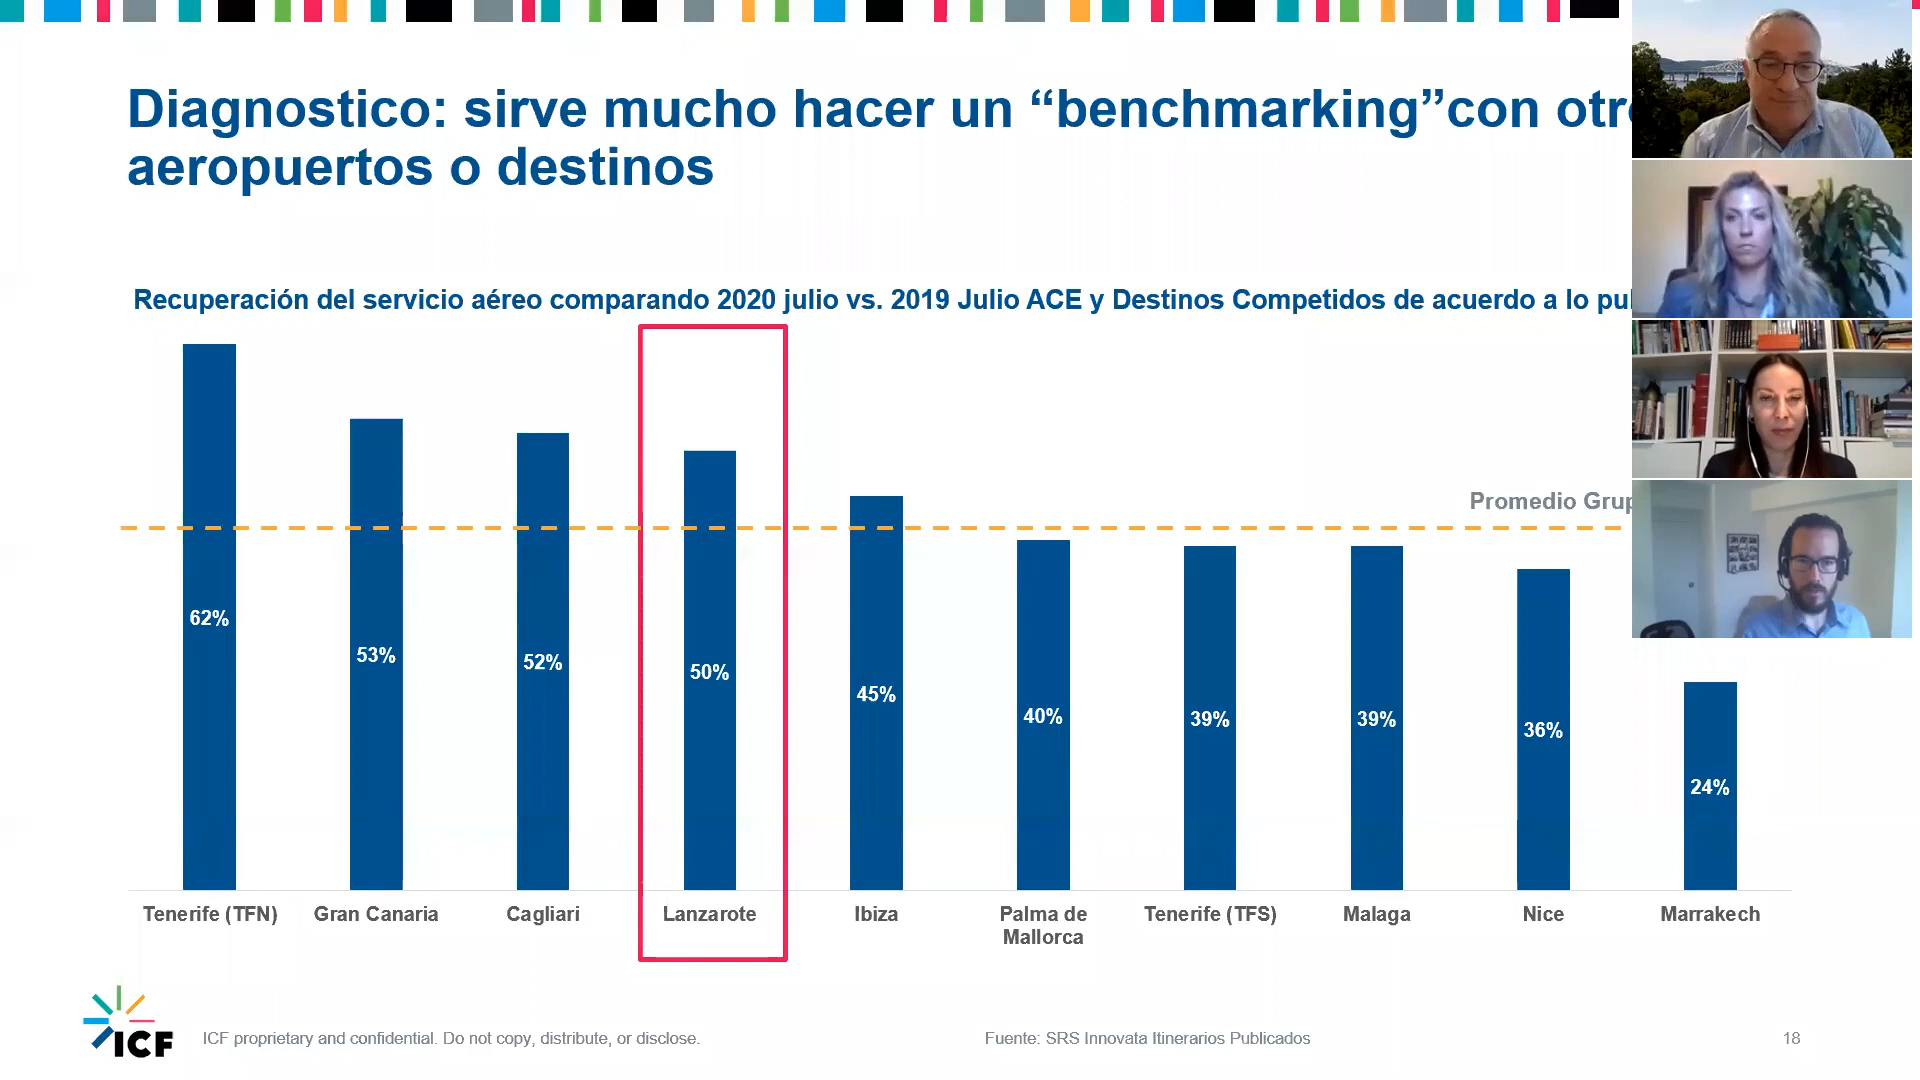 Diagnostico: sirve mucho hacer un “benchmarking”con
aeropuertos o destinos
Recuperación del servicio aéreo comparando 2020 julio vs. 2019 Julio ACE y Destinos Competidos de acuerdo a lo
Promedio
62%
53%
52%
50%
45%
40%
39%
39%
36%
24%
Tenerife (TFN)
Gran Canaria
Cagliari
Lanzarote
Ibiza
Palma de
Mallorca
Tenerife (TFS)
Malaga
Nice
Marrakech
ICF
ICF proprietary and confidential. Do not copy, distribute, or disclose.
Fuente: SRS Innovata Itinerarios Publicados
18